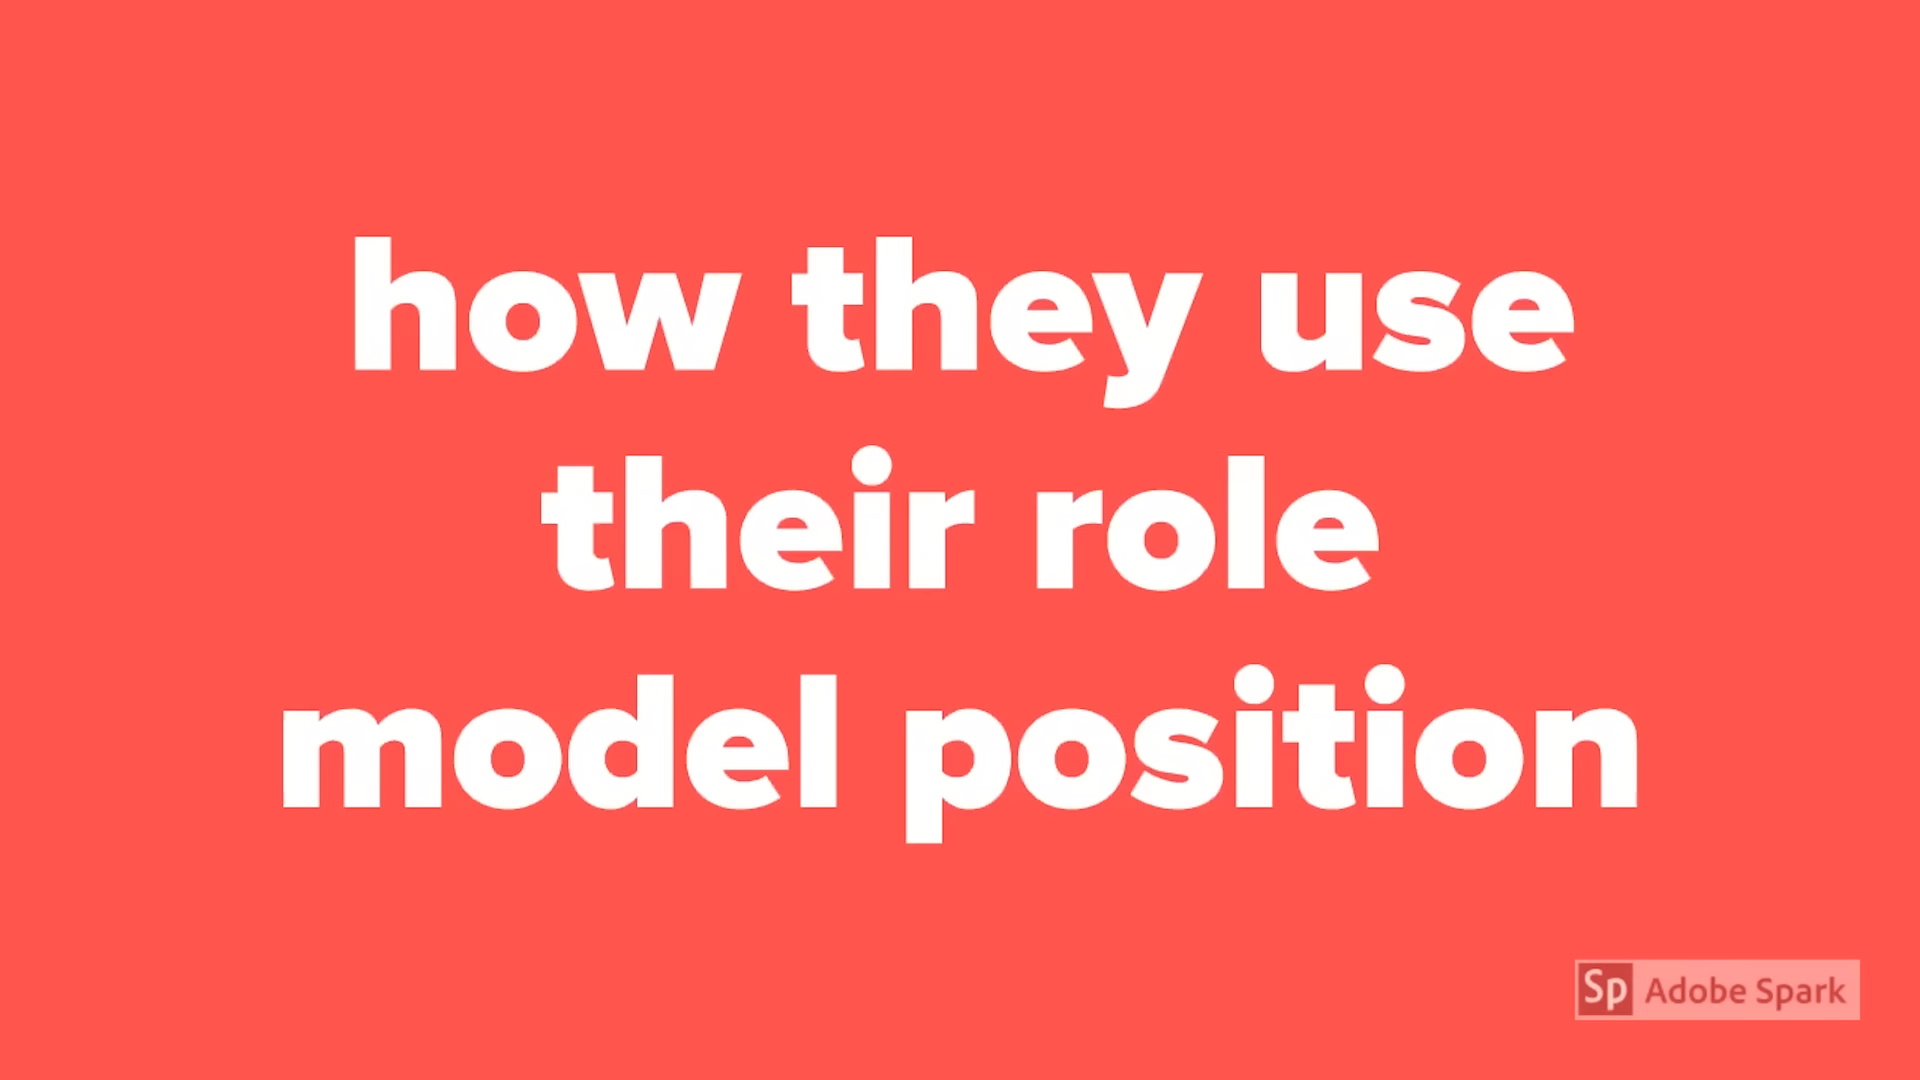 how they use
their role
model position
Sp Adobe Spark